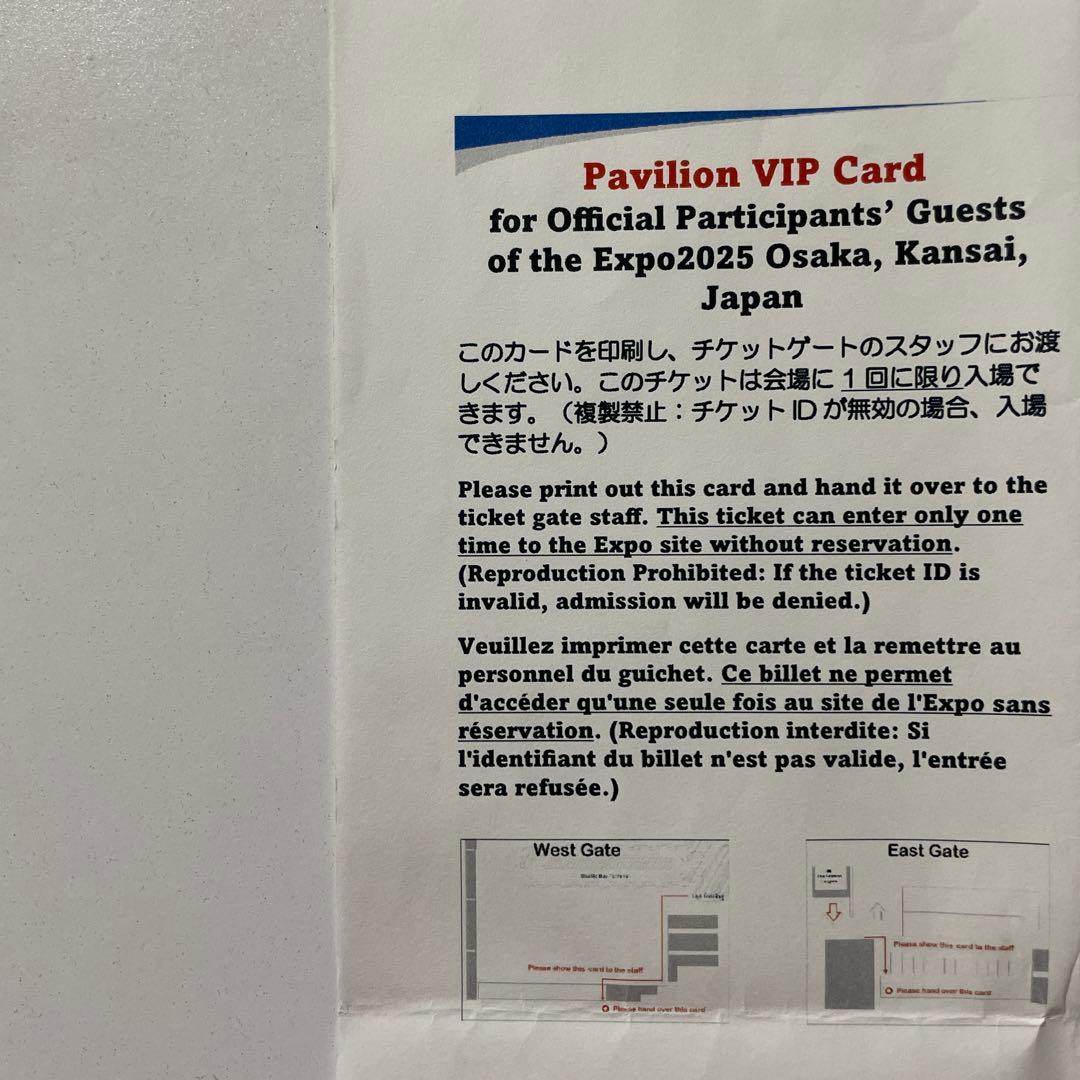 Pavilion VIP Card
for Official Participants’ Guests
of the Expo2025 Osaka, Kansai,
Japan
このカードを印刷し、チケットゲートのスタッフにお渡
しください。このチケットは会場に 1 回に限り入場で
きます。（複製禁止：チケット ID が無効の場合、入場
できません。）
Please print out this card and hand it over to the
ticket gate staff. This ticket can enter only one
time to the Expo site without reservation.
(Reproduction Prohibited: If the ticket ID is
invalid, admission will be denied.)
Veuillez imprimer cette carte et la remettre au
personnel du guichet. Ce billet ne permet
d'accéder qu'une seule fois au site de l'Expo sans
réservation. (Reproduction interdite: Si
l'identifiant du billet n'est pas valide, l'entrée
sera refusée.)
West Gate
Please show this card to the staff
Please hand over this card
East Gate
Please show this card to the staff
Please hand over this card